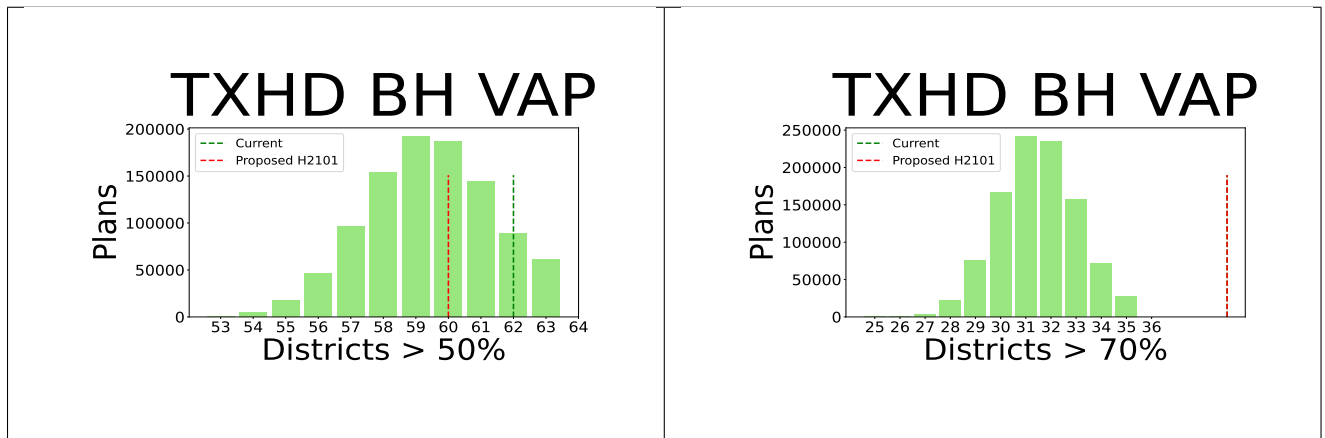 TXHD BH VAP
200000
150000
100000
50000
0
Plans
Current
Proposed H2101
53 54 55 56 57 58 59 60 61 62 63 64
Districts > 50%
TXHD BH VAP
250000
200000
150000
100000
50000
0
Plans
Current
Proposed H2101
25 26 27 28 29 30 31 32 33 34 35 36
Districts > 70%